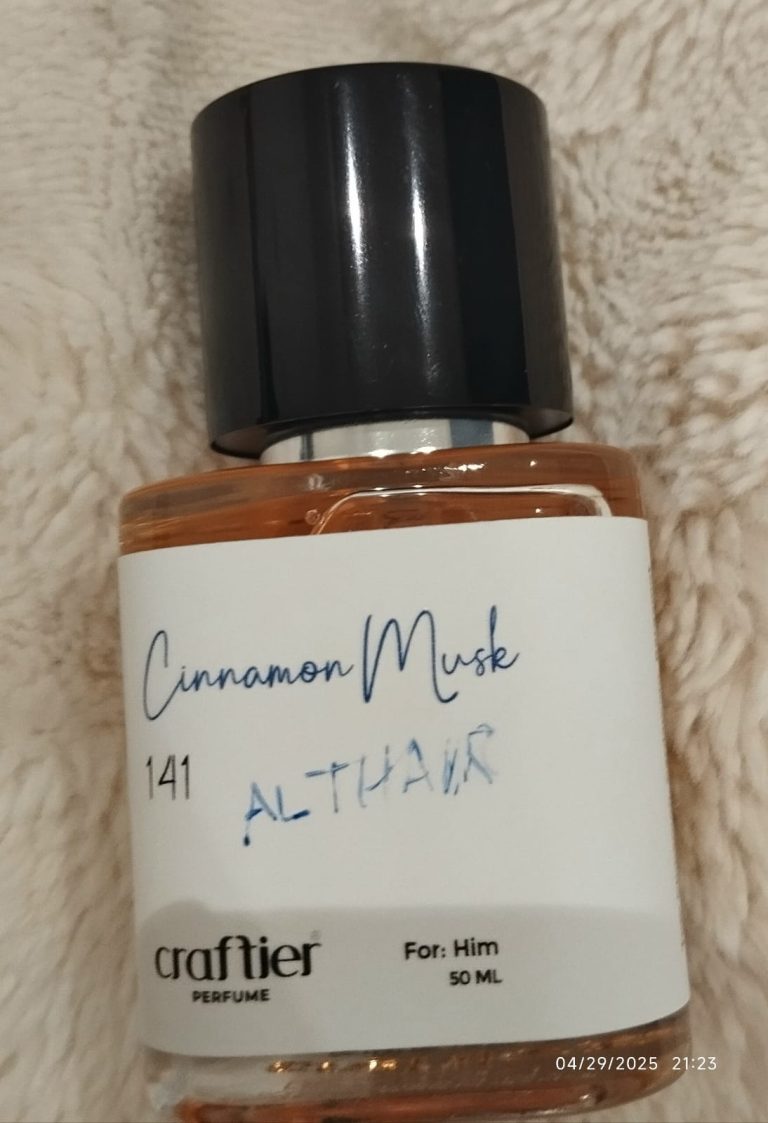 Cinnamon Musk
141
ALTHAIR
craftier®
PERFUME
For: Him
50 ML
04/29/2025 21:23